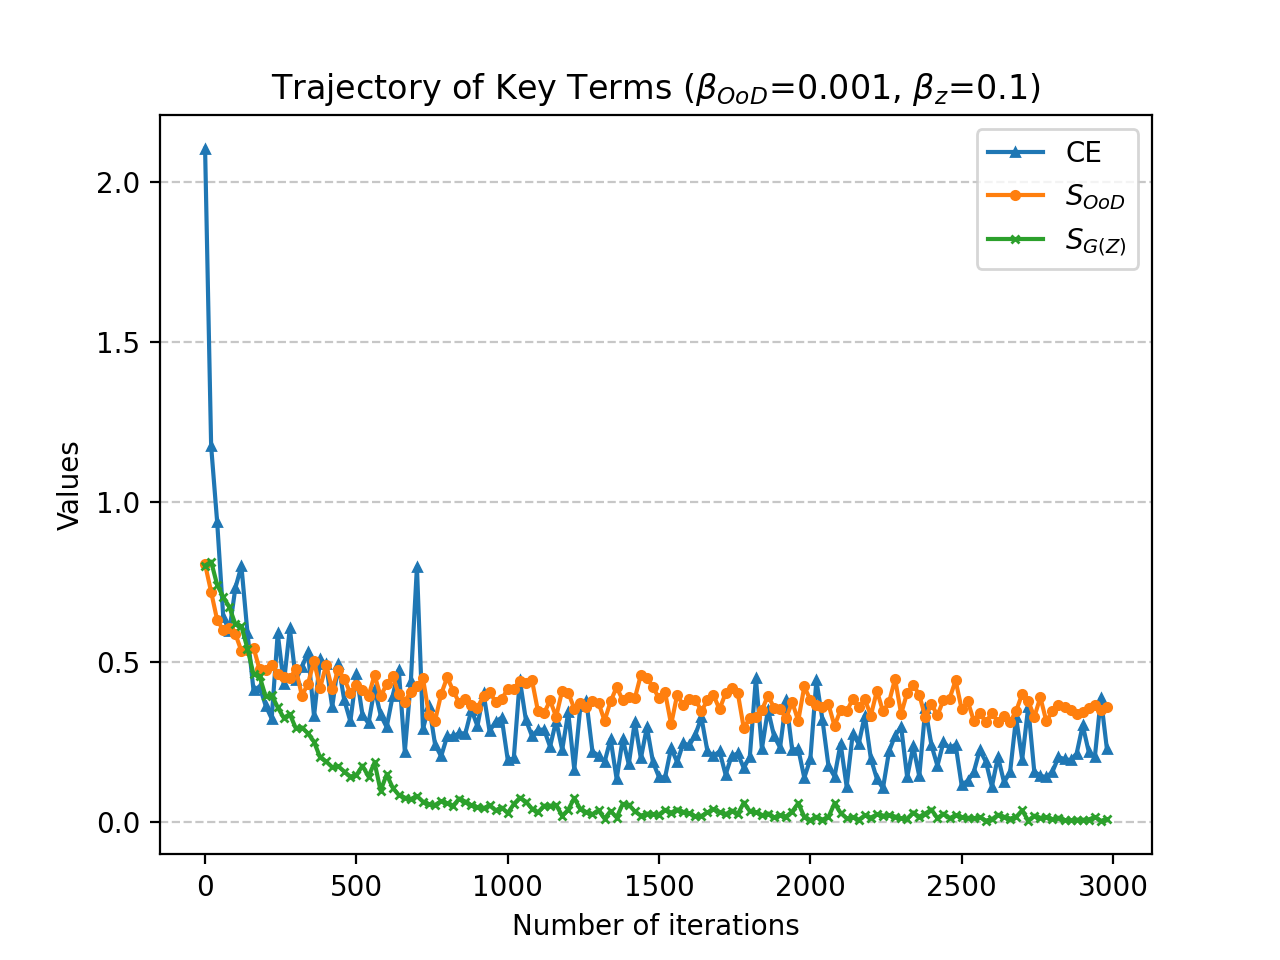 Trajectory of Key Terms (β_OoD=0.001, β_z=0.1)
CE
S_OoD
S_G(Z)
Values
2.0
1.5
1.0
0.5
0.0
0 500 1000 1500 2000 2500 3000
Number of iterations